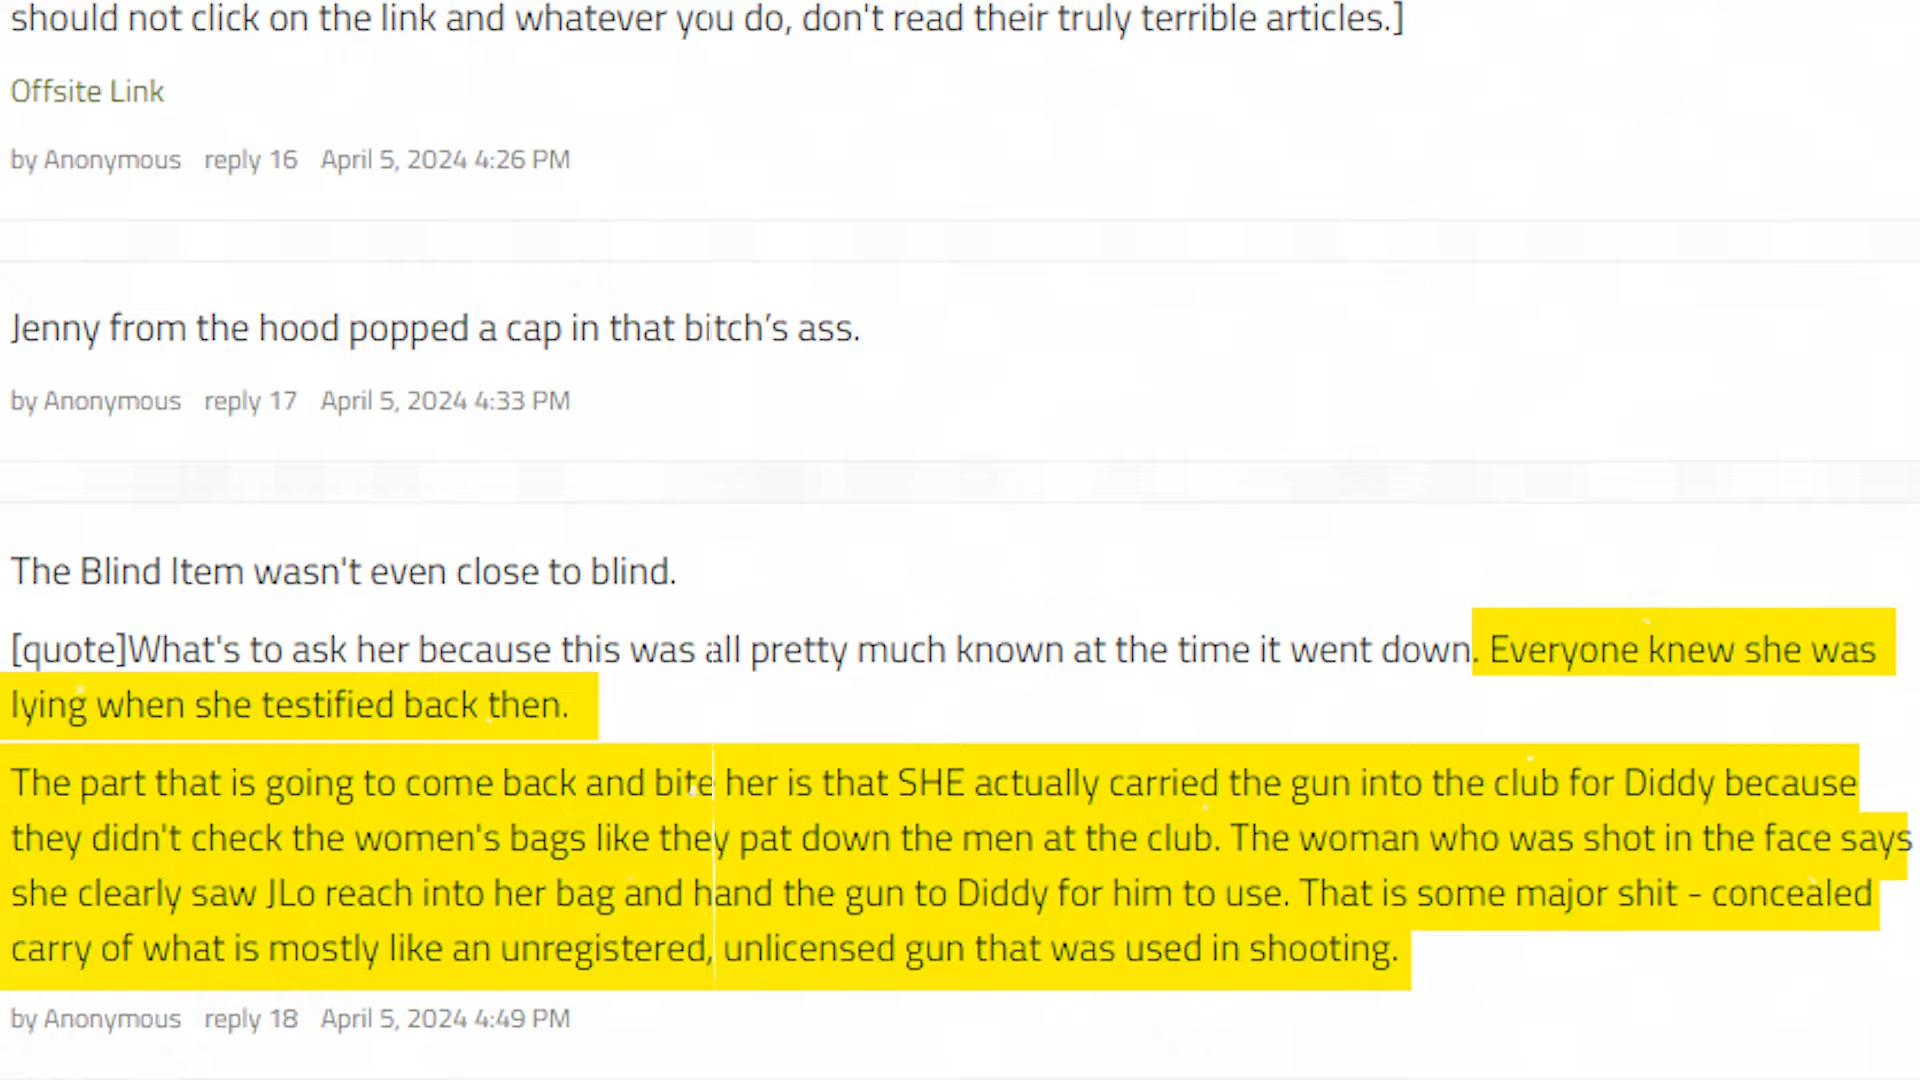 should not click on the link and whatever you do, don't read their truly terrible articles.]
Offsite Link
by Anonymous reply 16 April 5, 2024 4:26 PM
Jenny from the hood popped a cap in that bitch’s ass.
by Anonymous reply 17 April 5, 2024 4:33 PM
The Blind Item wasn't even close to blind.
[quote]What's to ask her because this was all pretty much known at the time it went down. Everyone knew she was
lying when she testified back then.
The part that is going to come back and bite her is that SHE actually carried the gun into the club for Diddy because
they didn't check the women's bags like they pat down the men at the club. The woman who was shot in the face says
she clearly saw JLo reach into her bag and hand the gun to Diddy for him to use. That is some major shit - concealed
carry of what is mostly like an unregistered, unlicensed gun that was used in shooting.
by Anonymous reply 18 April 5, 2024 4:49 PM